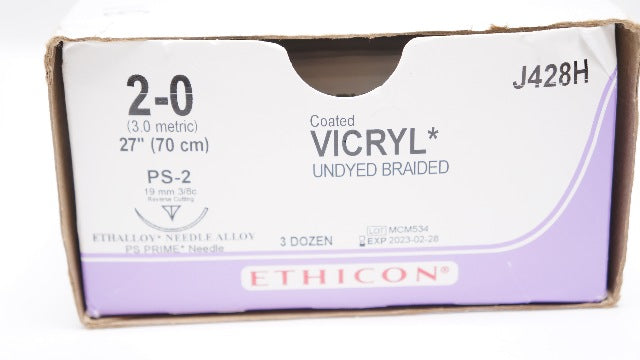 2-0
(3.0 metric)
27" (70 cm)
PS-2
19 mm 3/8c
Reverse Cutting
ETHALLOY* NEEDLE ALLOY
PS PRIME* Needle
Coated
VICRYL*
UNDYED BRAIDED
3 DOZEN
LOT MCM534
EXP 2023-02-28
J428H
ETHICON®